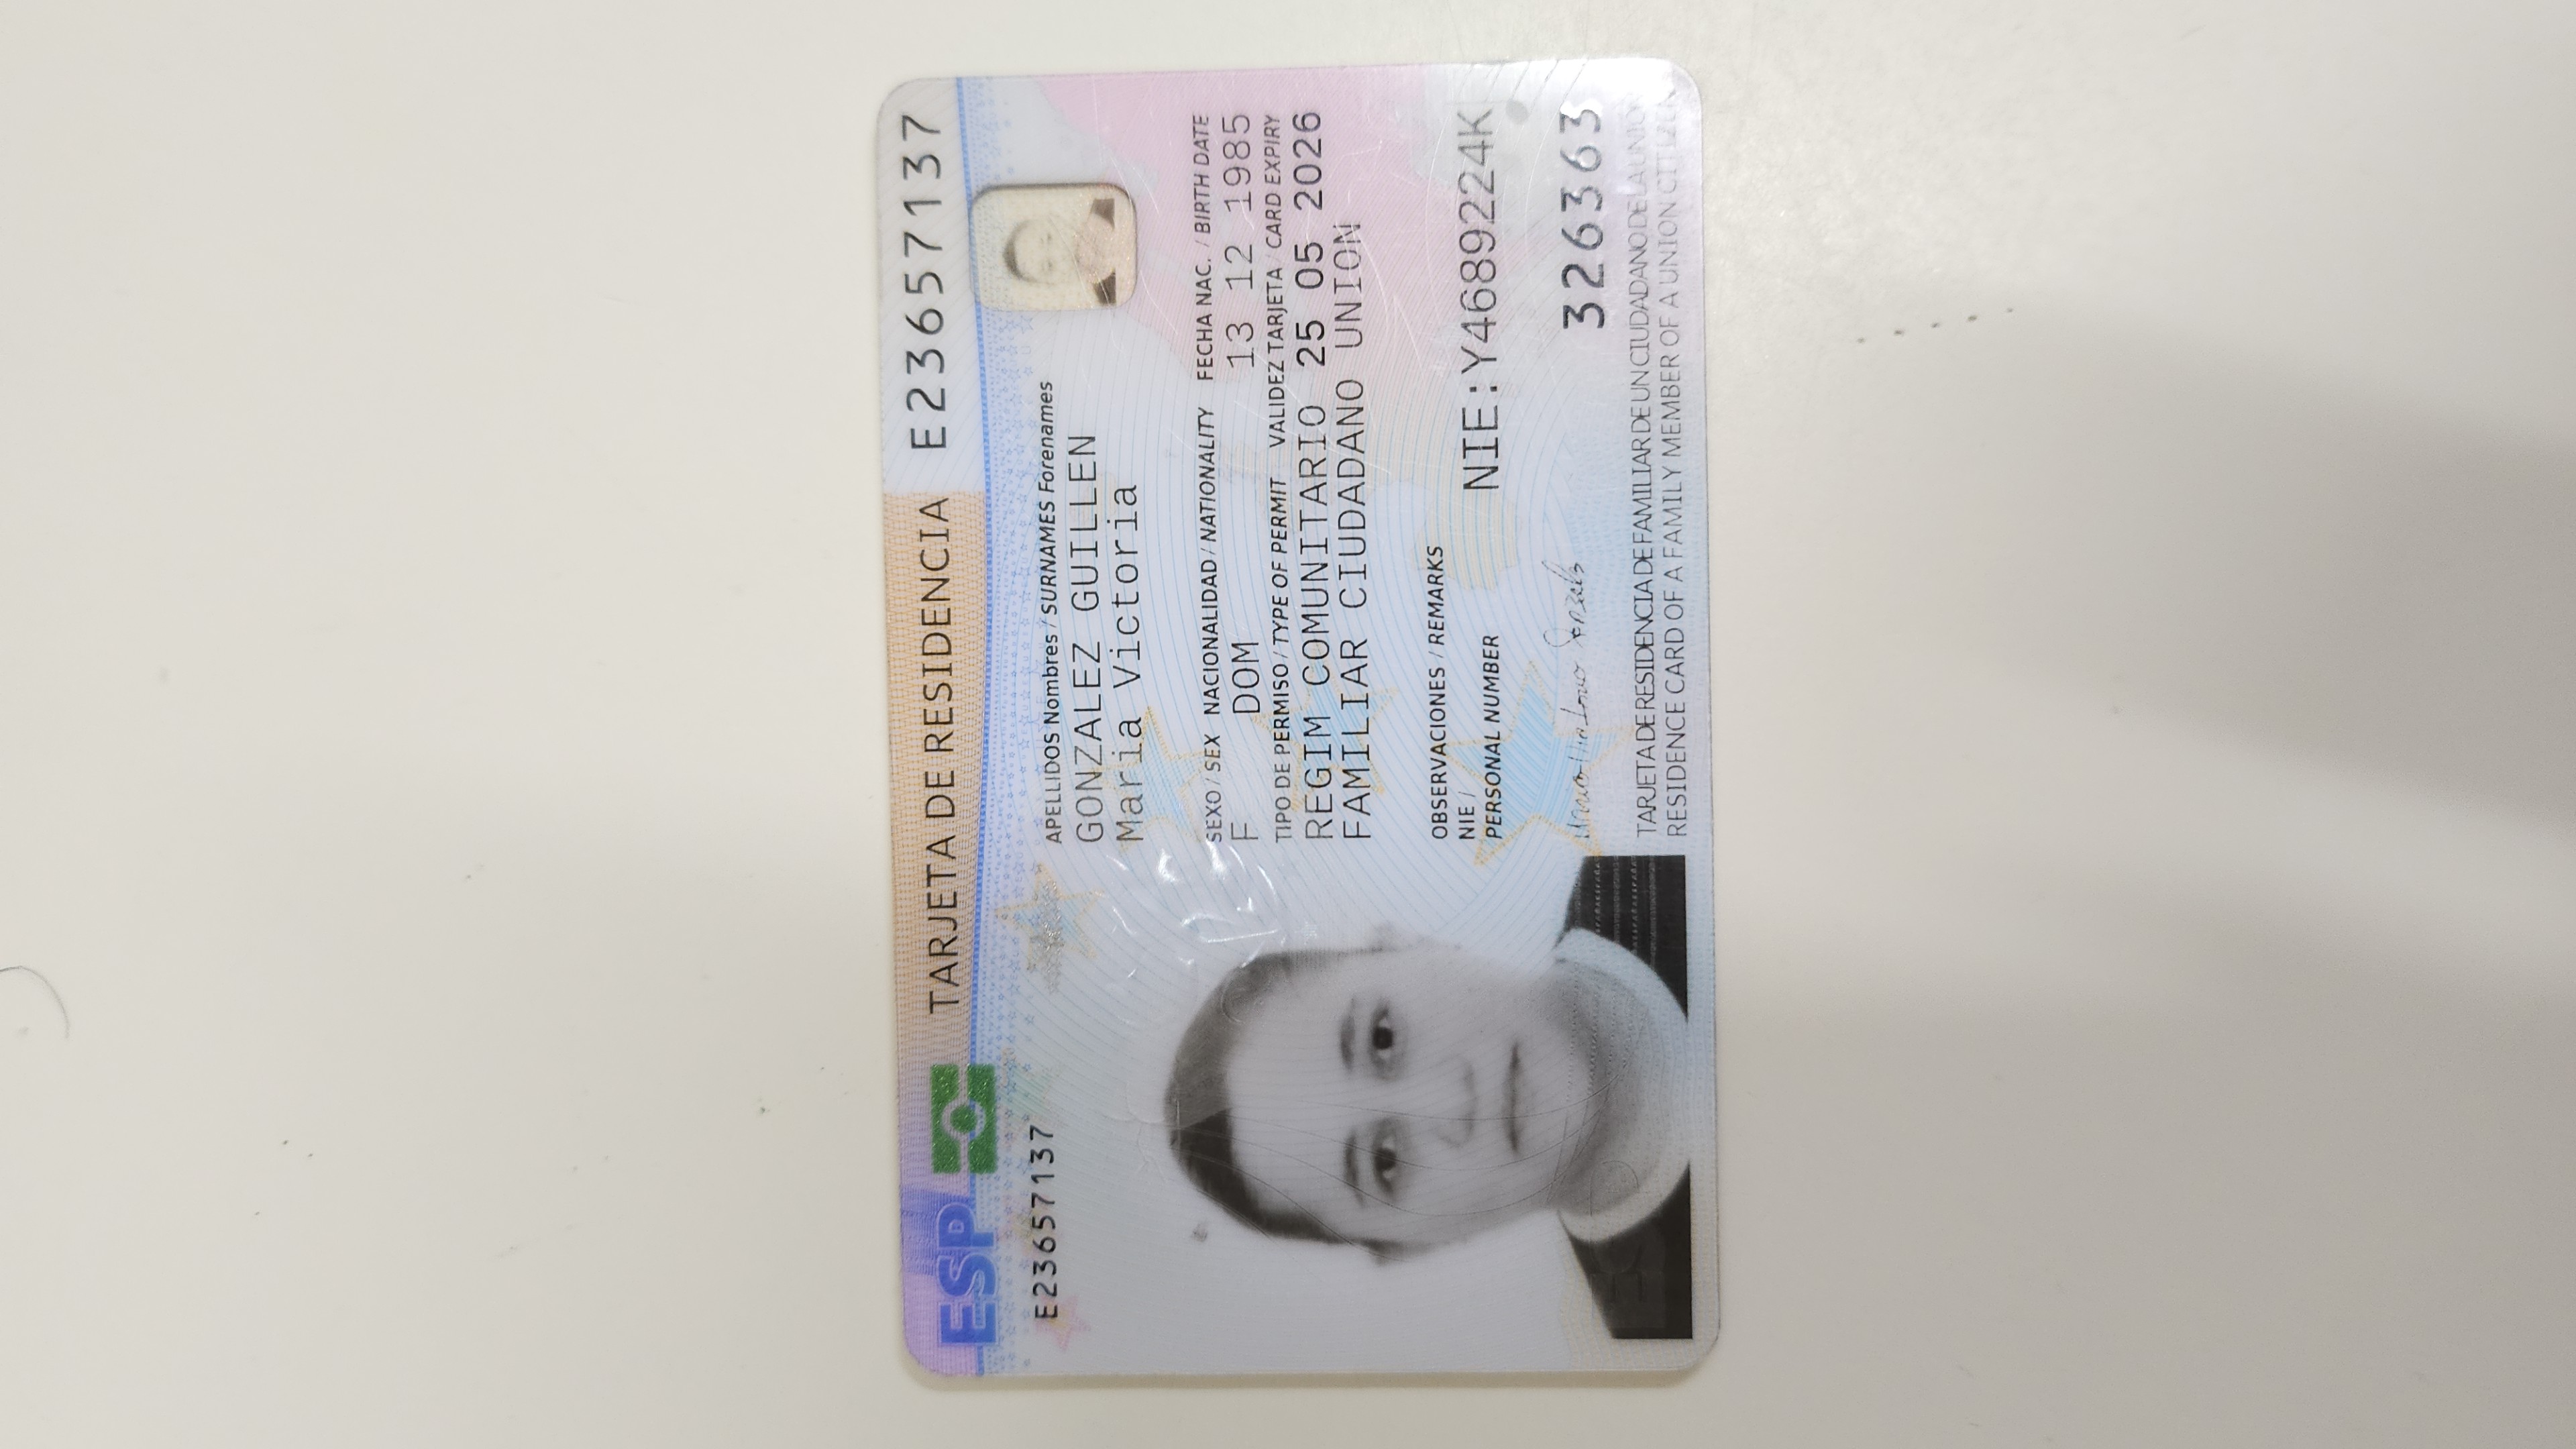 ESP TARJETA DE RESIDENCIA E23657137
E23657137
APELLIDOS Nombres / SURNAMES Forenames
GONZALEZ GUILLEN
Maria Victoria
SEXO / SEX NACIONALIDAD / NATIONALITY FECHA NAC. / BIRTH DATE
F DOM 13 12 1985
TIPO DE PERMISO / TYPE OF PERMIT VALIDEZ TARJETA / CARD EXPIRY
REGIM COMUNITARIO 25 05 2026
FAMILIAR CIUDADANO UNION
OBSERVACIONES / REMARKS
NIE /
PERSONAL NUMBER
NIE:Y4689224K
326363
TARJETA DE RESIDENCIA DE FAMILIAR DE UN CIUDADANO DE LA UNION
RESIDENCE CARD OF A FAMILY MEMBER OF A UNION CITIZEN